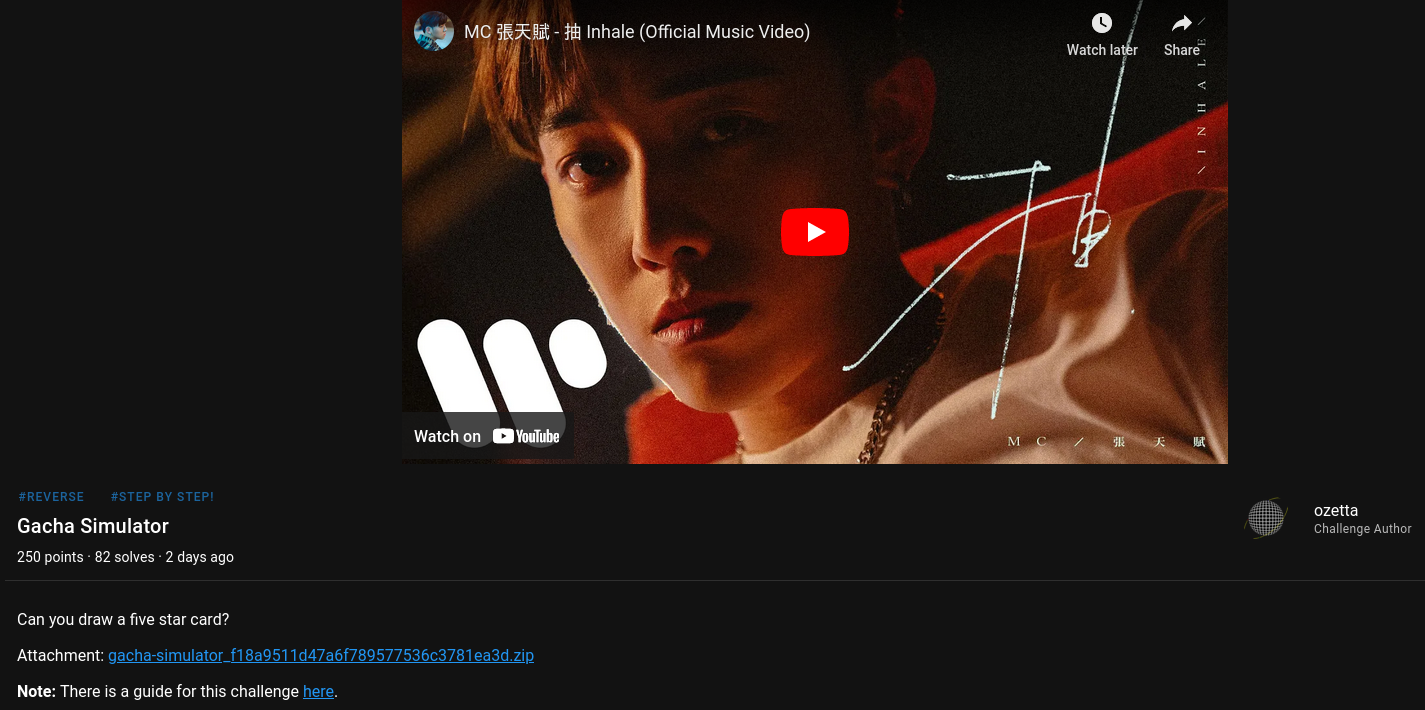 MC 張天賦 - 抽 Inhale (Official Music Video)
Watch later
Share
/ INHALE /
抽
MC / 張 天 賦
Watch on YouTube
#REVERSE #STEP BY STEP!
Gacha Simulator
250 points · 82 solves · 2 days ago
ozetta
Challenge Author
Can you draw a five star card?
Attachment: gacha-simulator_f18a9511d47a6f789577536c3781ea3d.zip
Note: There is a guide for this challenge here.